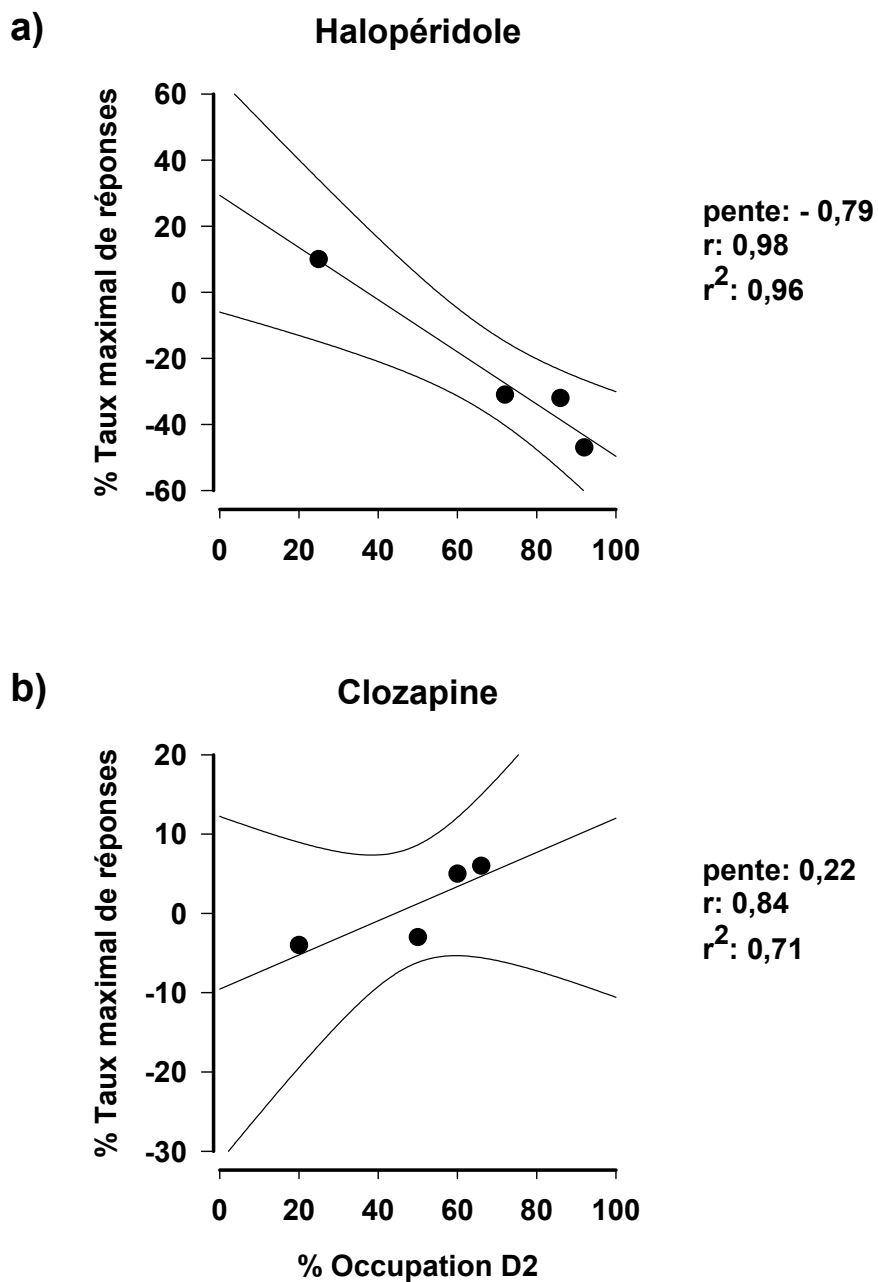 a)
Halopéridole
% Taux maximal de réponses
60
40
20
0
-20
-40
-60
0 20 40 60 80 100
pente: - 0,79
r: 0,98
r²: 0,96
b)
Clozapine
% Taux maximal de réponses
20
10
0
-10
-20
-30
0 20 40 60 80 100
% Occupation D2
pente: 0,22
r: 0,84
r²: 0,71